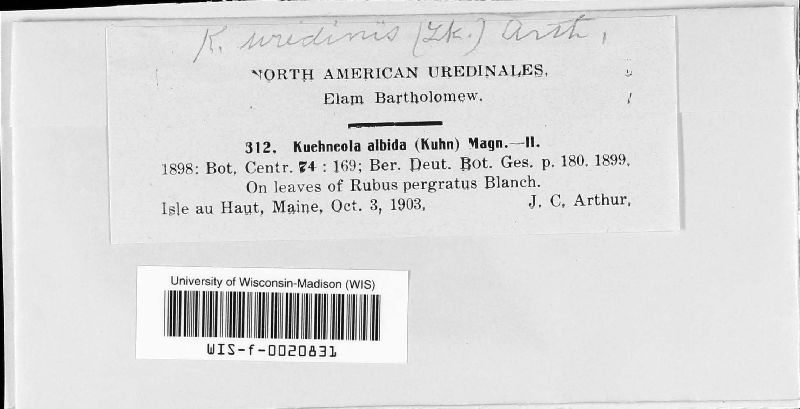 K. uredinis (Lk.) Arth.
NORTH AMERICAN UREDINALES.
Elam Bartholomew.
312. Kuehneola albida (Kuhn) Magn.—II.
1898: Bot. Centr. 74 : 169; Ber. Deut. Bot. Ges. p. 180. 1899.
On leaves of Rubus pergratus Blanch.
Isle au Haut, Maine, Oct. 3, 1903. J. C. Arthur.
University of Wisconsin-Madison (WIS)
WIS-f-0020831